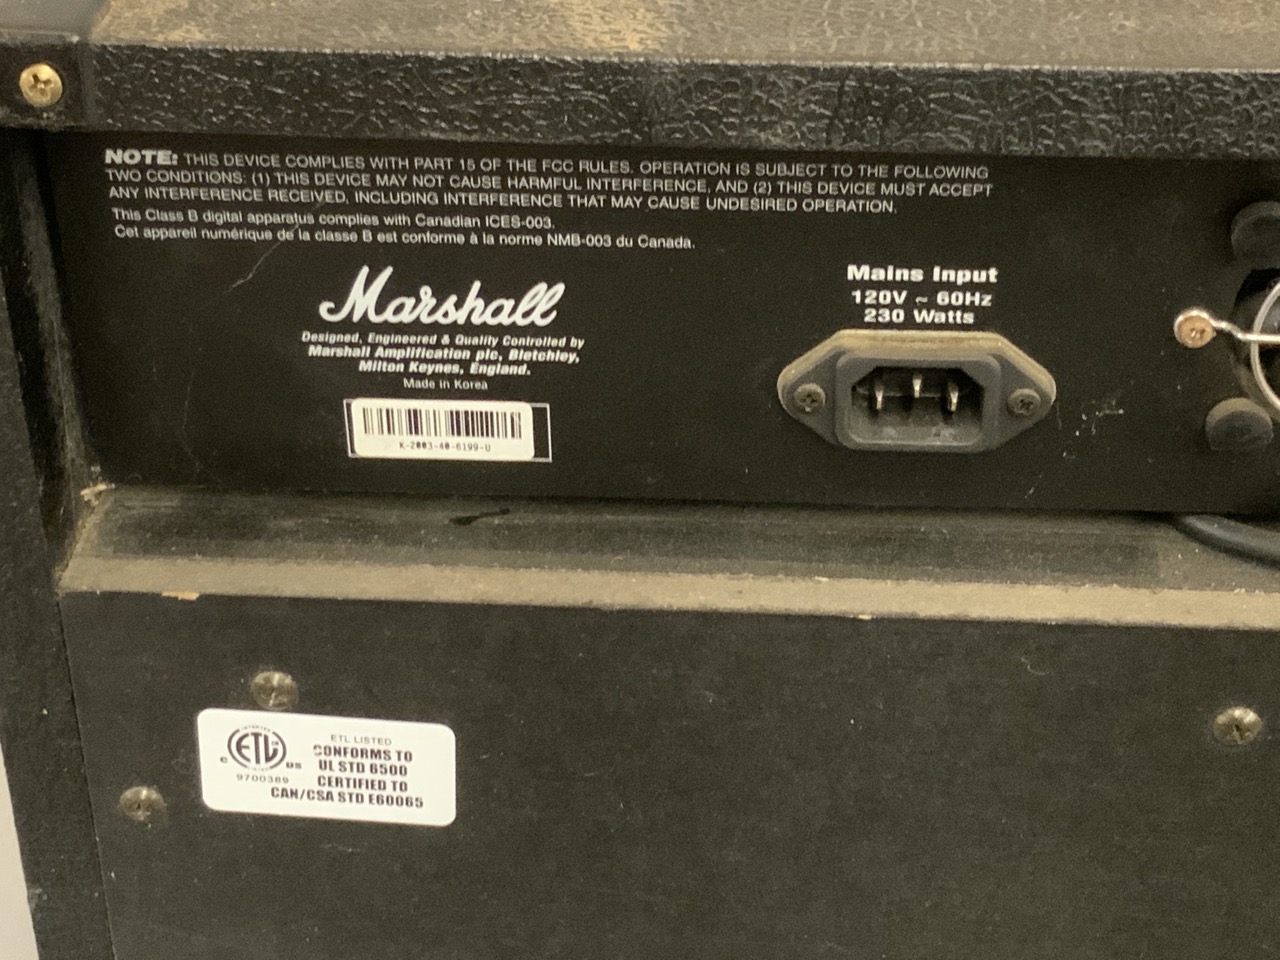 NOTE: THIS DEVICE COMPLIES WITH PART 15 OF THE FCC RULES. OPERATION IS SUBJECT TO THE FOLLOWING
TWO CONDITIONS: (1) THIS DEVICE MAY NOT CAUSE HARMFUL INTERFERENCE, AND (2) THIS DEVICE MUST ACCEPT
ANY INTERFERENCE RECEIVED, INCLUDING INTERFERENCE THAT MAY CAUSE UNDESIRED OPERATION.
This Class B digital apparatus complies with Canadian ICES-003.
Cet appareil numérique de la classe B est conforme à la norme NMB-003 du Canada.
Marshall
Designed, Engineered & Quality Controlled by
Marshall Amplification plc, Bletchley,
Milton Keynes, England.
Made in Korea
K-2003-40-6199-U
Mains Input
120V ~ 60Hz
230 Watts
ETL LISTED
CONFORMS TO
UL STD 6500
CERTIFIED TO
CAN/CSA STD E60065
C ETL US
9700389